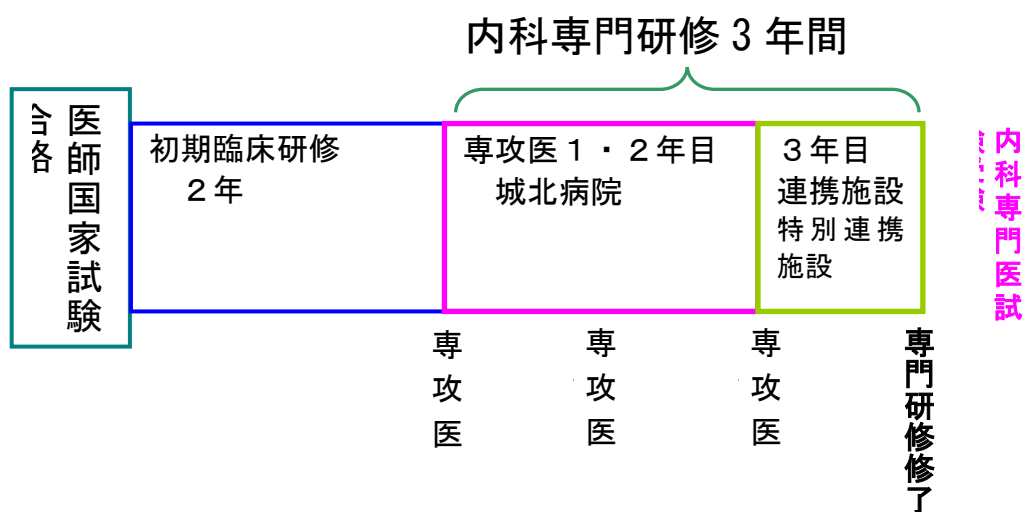 内科専門研修3年間
医師国家試験
合格
初期臨床研修
2年
専攻医1・2年目
城北病院
3年目
連携施設
特別連携
施設
内科専門医試
専攻医
専攻医
専攻医
専門研修修了